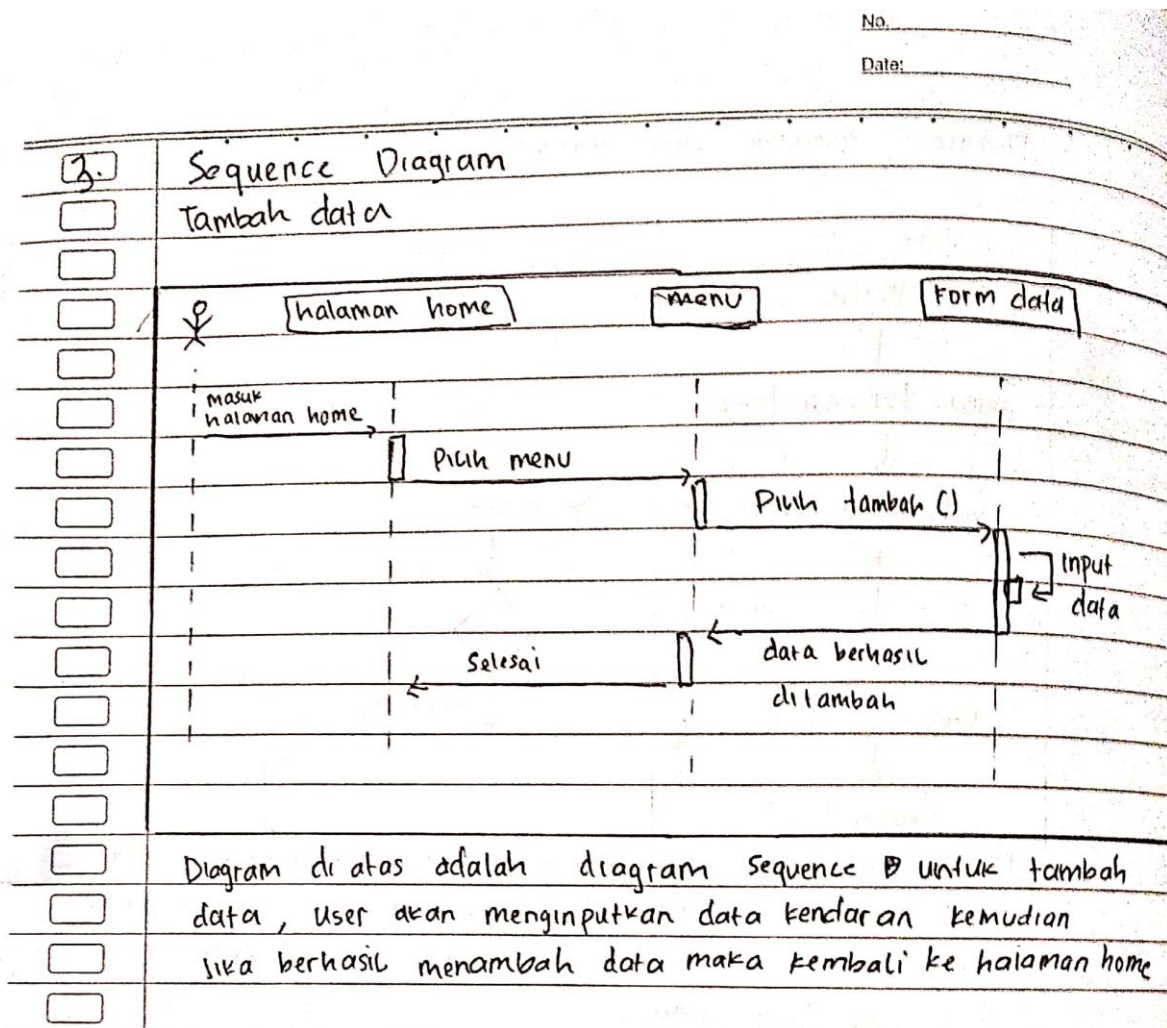 No.
Date:
3. Sequence Diagram
Tambah data
halaman home menu Form data
masuk
halaman home
Pilih menu
Pilih tambah ()
input
data
data berhasil
ditambah
Selesai
Diagram di atas adalah diagram sequence untuk tambah
data, user akan menginputkan data kendaran kemudian
jika berhasil menambah data maka kembali ke halaman home